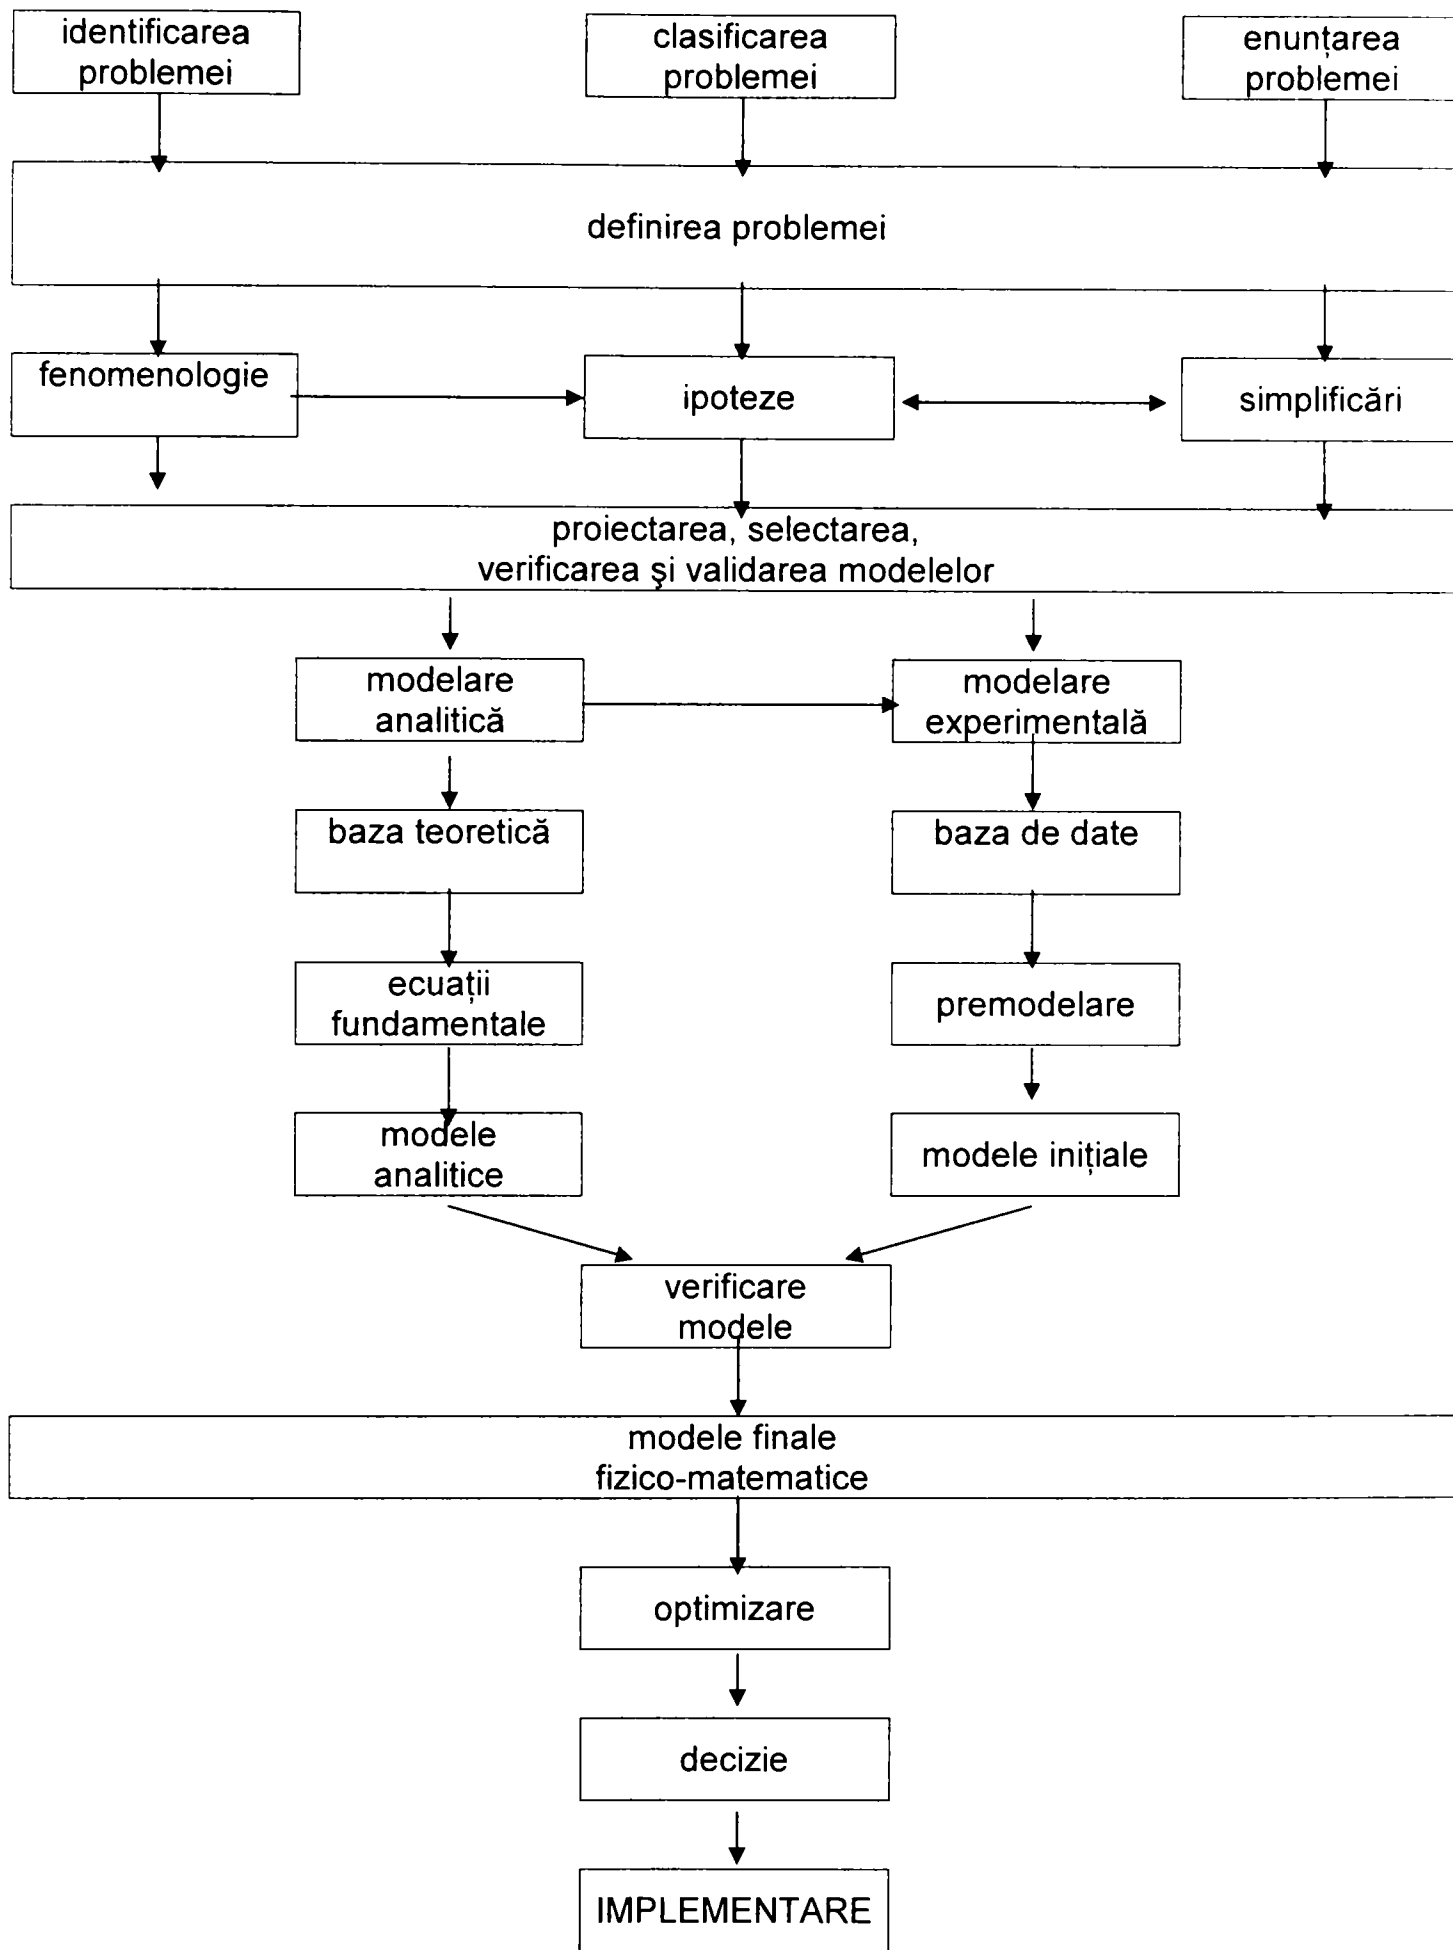 identificarea
problemei
clasificarea
problemei
enunțarea
problemei
definirea problemei
fenomenologie
ipoteze
simplificări
proiectarea, selectarea,
verificarea şi validarea modelelor
modelare
analitică
modelare
experimentală
baza teoretică
baza de date
ecuații
fundamentale
premodelare
modele
analitice
modele inițiale
verificare
modele
modele finale
fizico-matematice
optimizare
decizie
IMPLEMENTARE